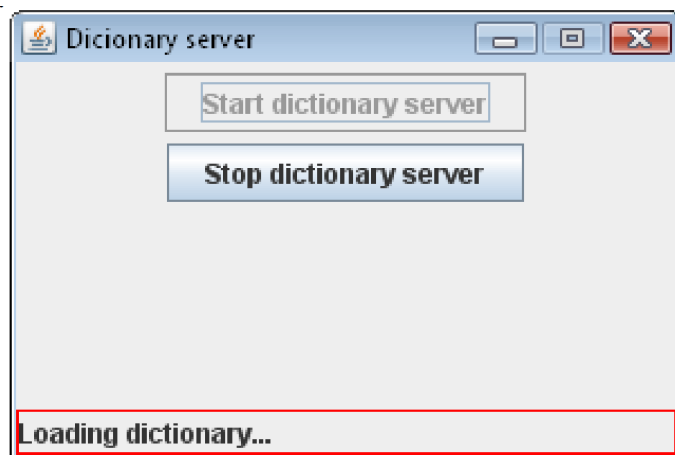 Dicionary server
Start dictionary server
Stop dictionary server
Loading dictionary...